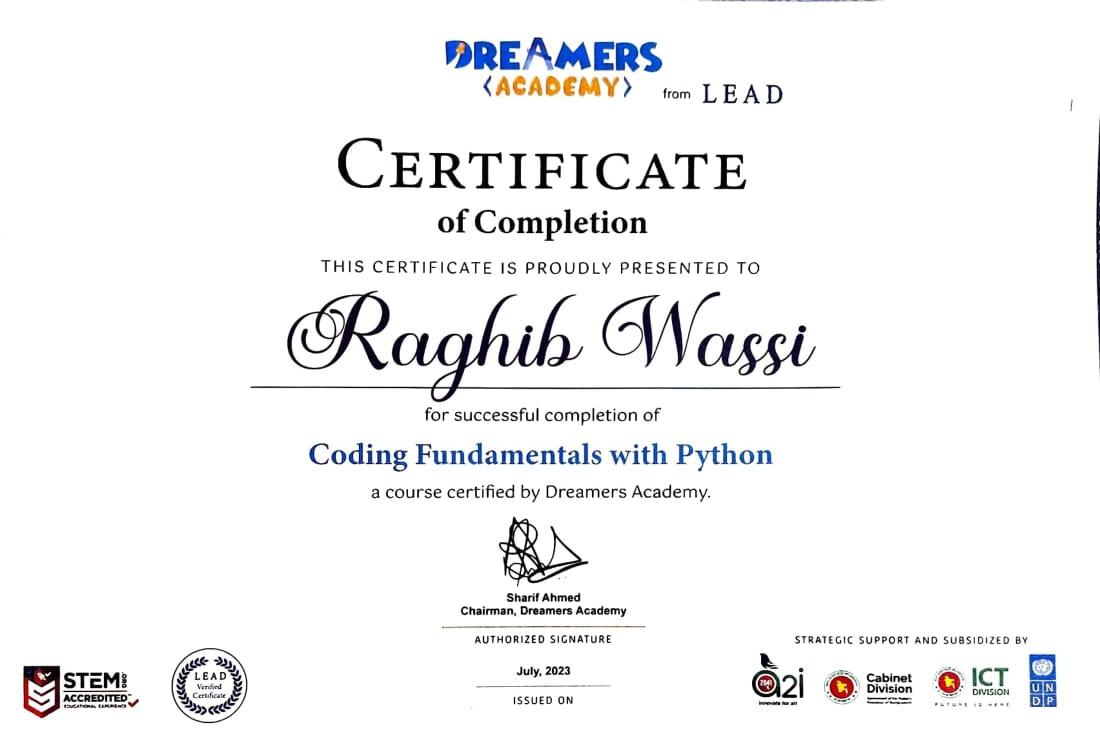 DREAMERS
<ACADEMY>
from LEAD
CERTIFICATE
of Completion
THIS CERTIFICATE IS PROUDLY PRESENTED TO
Raghib Wassi
for successful completion of
Coding Fundamentals with Python
a course certified by Dreamers Academy.
Sharif Ahmed
Chairman, Dreamers Academy
AUTHORIZED SIGNATURE
July, 2023
ISSUED ON
STEM.ORG
ACCREDITED™
EDUCATIONAL EXPERIENCE
LEAD
Verified
Certificate
STRATEGIC SUPPORT AND SUBSIDIZED BY
a2i
Innovate for all
Cabinet
Division
ICT
DIVISION
FUTURE IS HERE
U N
D P